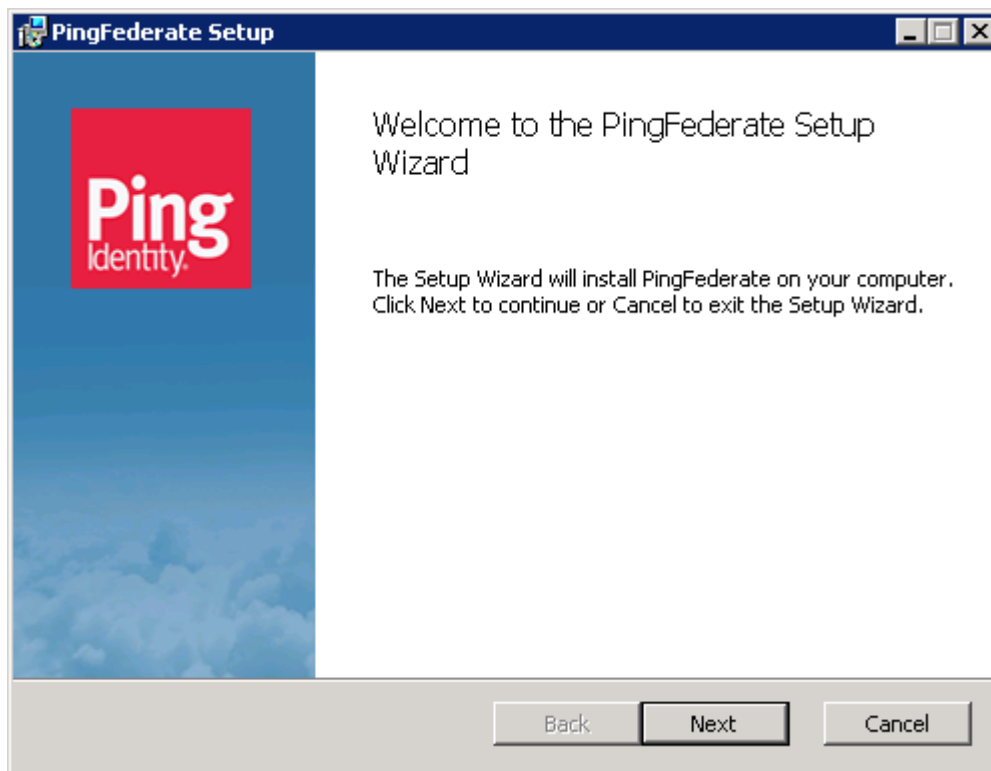 PingFederate Setup
Ping
Identity.
Welcome to the PingFederate Setup
Wizard
The Setup Wizard will install PingFederate on your computer.
Click Next to continue or Cancel to exit the Setup Wizard.
Back
Next
Cancel